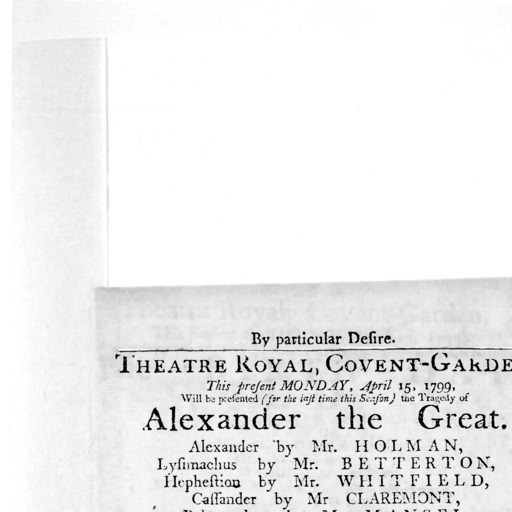 By particular Deſire.
THEATRE ROYAL, COVENT-GARDE
This preſent MONDAY, April 15, 1799,
Will be preſented (for the laſt time this Seaſon) the Tragedy of
Alexander the Great.
Alexander by Mr. HOLMAN,
Lyſimachus by Mr. BETTERTON,
Hepheſtion by Mr. WHITFIELD,
Caſſander by Mr CLAREMONT,